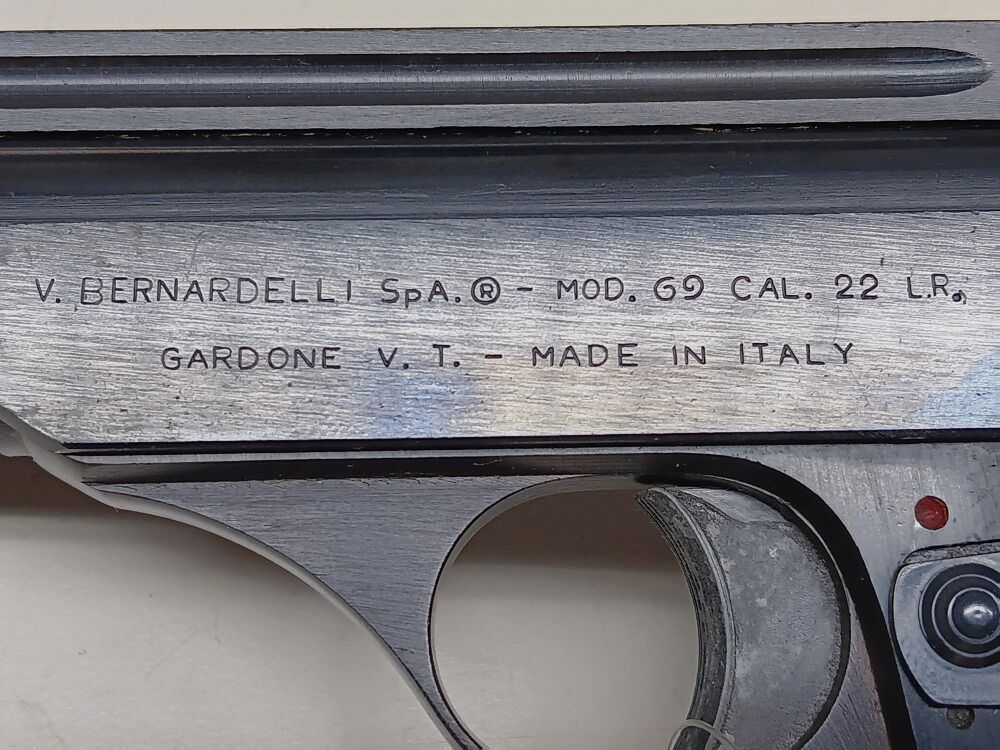 V. BERNARDELLI SpA.® - MOD. 69 CAL. 22 L.R.
GARDONE V. T. - MADE IN ITALY